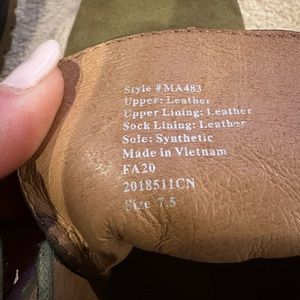 Style # MA483
Upper: Leather
Upper Lining: Leather
Sock Lining: Leather
Sole: Synthetic
Made in Vietnam
FA20
2018511CN
Size 7.5